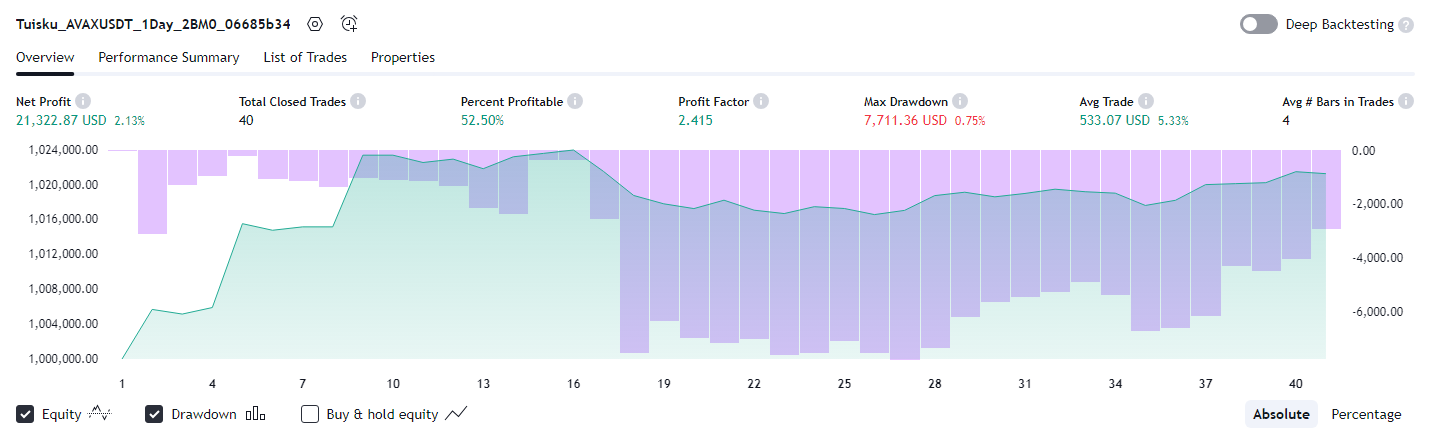 Tuisku_AVAXUSDT_1Day_2BM0_06685b34 Deep Backtesting ?
Overview Performance Summary List of Trades Properties
Net Profit i Total Closed Trades i Percent Profitable i Profit Factor i Max Drawdown i Avg Trade i Avg # Bars in Trades i
21,322.87 USD 2.13% 40 52.50% 2.415 7,711.36 USD 0.75% 533.07 USD 5.33% 4
1,024,000.00 0.00
1,020,000.00
1,016,000.00 -2,000.00
1,012,000.00 -4,000.00
1,008,000.00
1,004,000.00 -6,000.00
1,000,000.00
1 4 7 10 13 16 19 22 25 28 31 34 37 40
Equity Drawdown Buy & hold equity Absolute Percentage